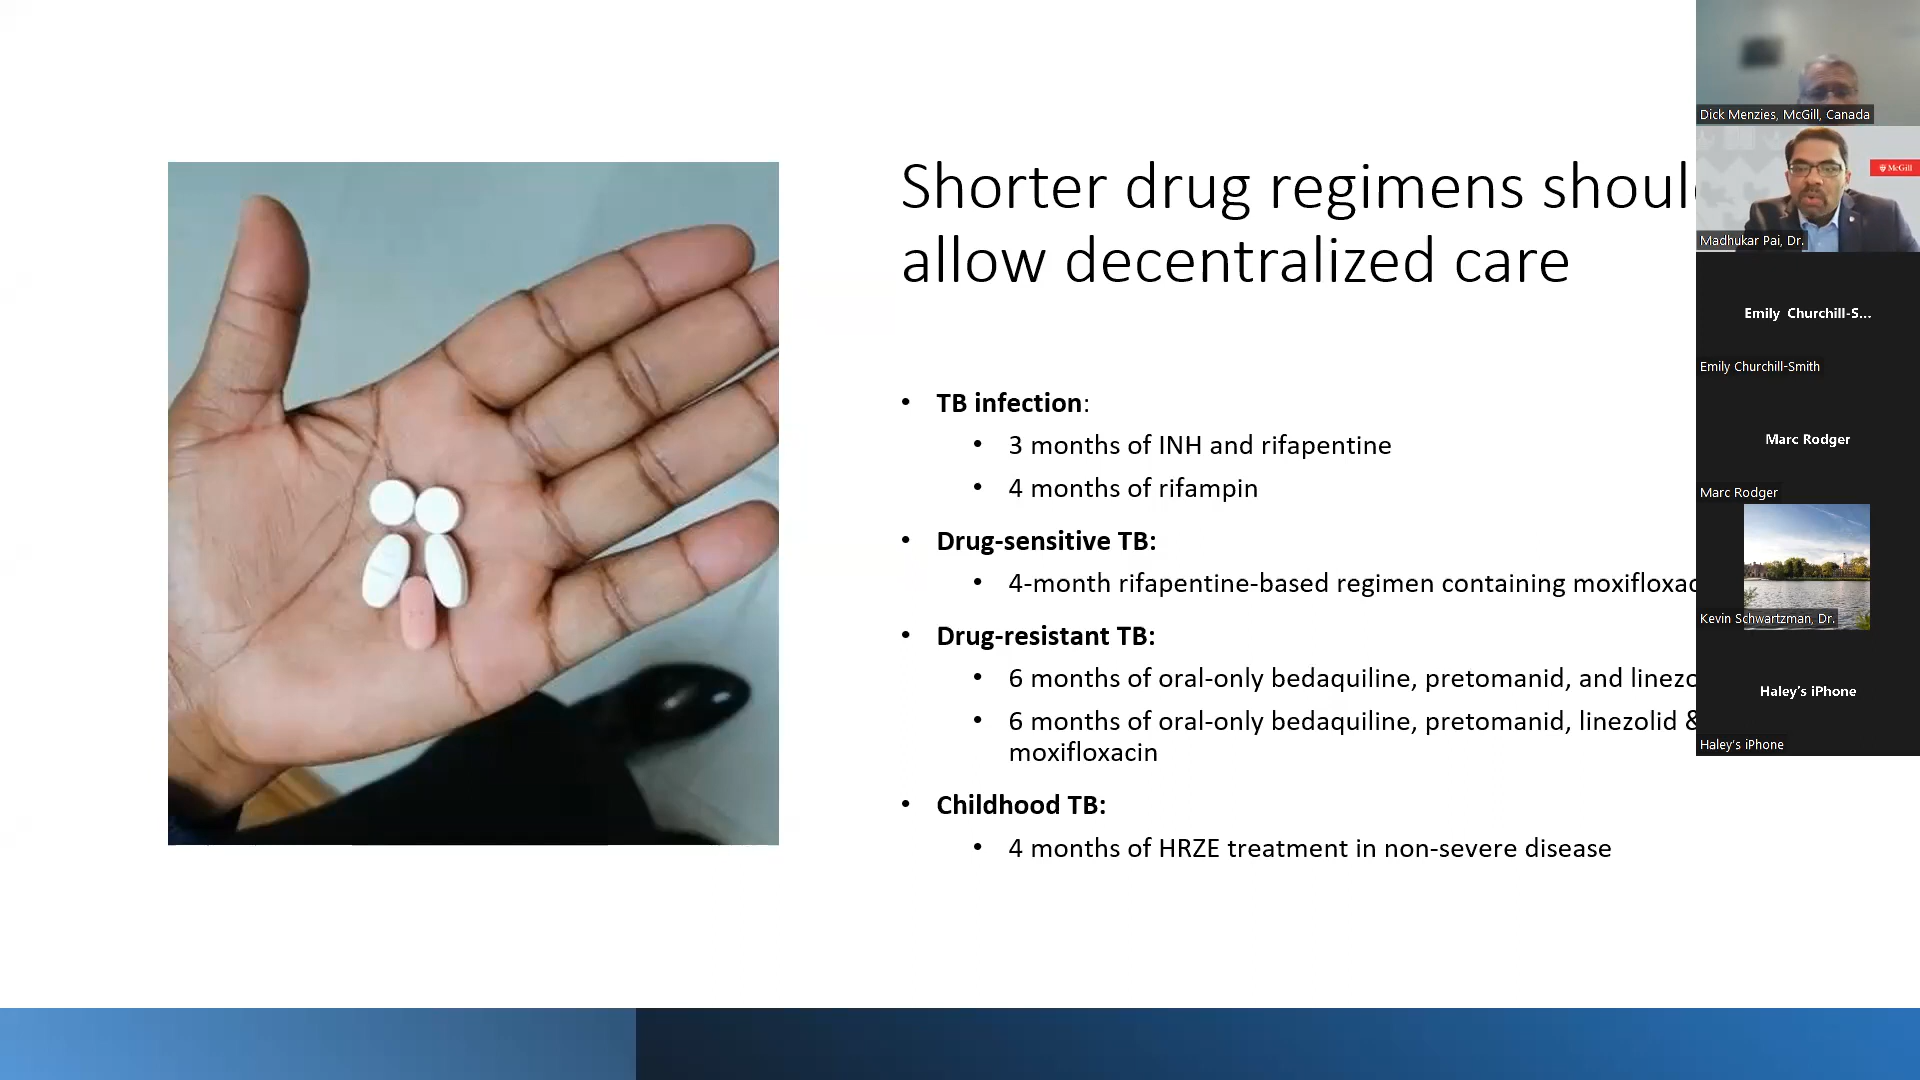 Shorter drug regimens shoul
allow decentralized care
• TB infection:
• 3 months of INH and rifapentine
• 4 months of rifampin
• Drug-sensitive TB:
• 4-month rifapentine-based regimen containing moxifloxac
• Drug-resistant TB:
• 6 months of oral-only bedaquiline, pretomanid, and linezo
• 6 months of oral-only bedaquiline, pretomanid, linezolid &
moxifloxacin
• Childhood TB:
• 4 months of HRZE treatment in non-severe disease
Dick Menzies, McGill, Canada
McGill
Madhukar Pai, Dr.
Emily Churchill-S...
Emily Churchill-Smith
Marc Rodger
Marc Rodger
Kevin Schwartzman, Dr.
Haley's iPhone
Haley's iPhone